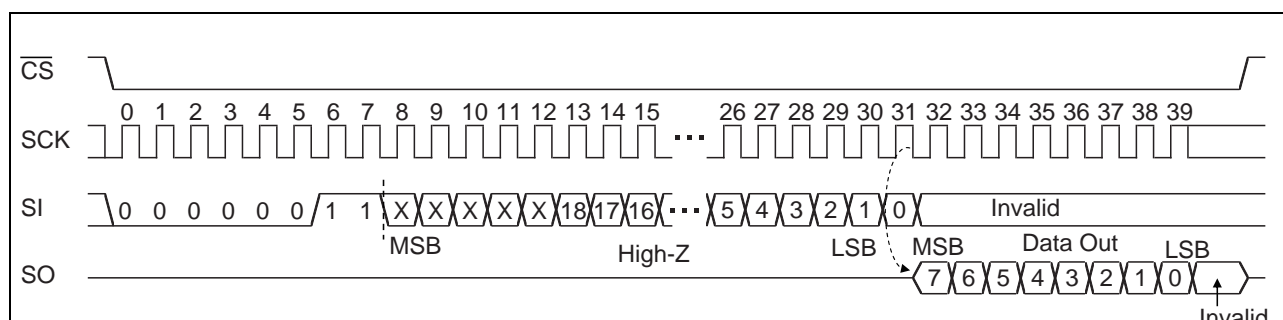 CS
0 1 2 3 4 5 6 7 8 9 10 11 12 13 14 15 26 27 28 29 30 31 32 33 34 35 36 37 38 39
SCK
SI
0 0 0 0 0 0 1 1 X X X X X 18 17 16 5 4 3 2 1 0 Invalid
MSB High-Z LSB MSB Data Out LSB
SO
7 6 5 4 3 2 1 0
Invalid